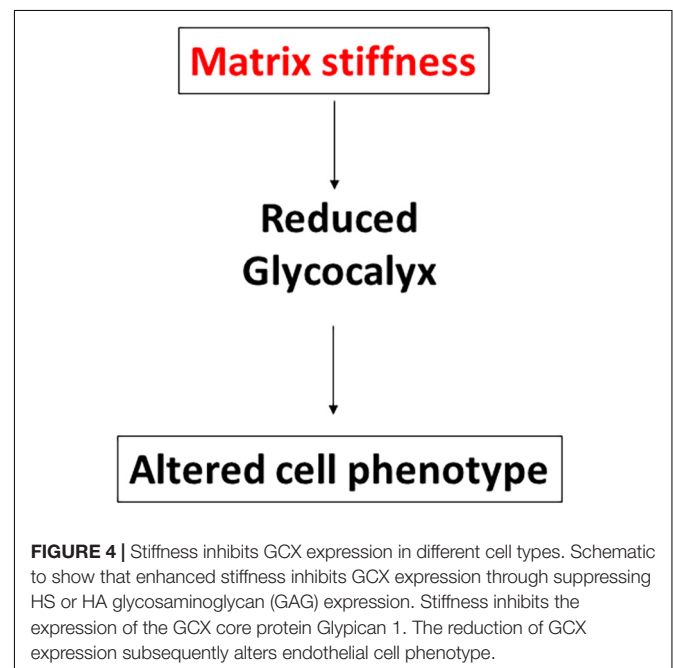 Matrix stiffness
Reduced
Glycocalyx
Altered cell phenotype
FIGURE 4 | Stiffness inhibits GCX expression in different cell types. Schematic
to show that enhanced stiffness inhibits GCX expression through suppressing
HS or HA glycosaminoglycan (GAG) expression. Stiffness inhibits the
expression of the GCX core protein Glypican 1. The reduction of GCX
expression subsequently alters endothelial cell phenotype.